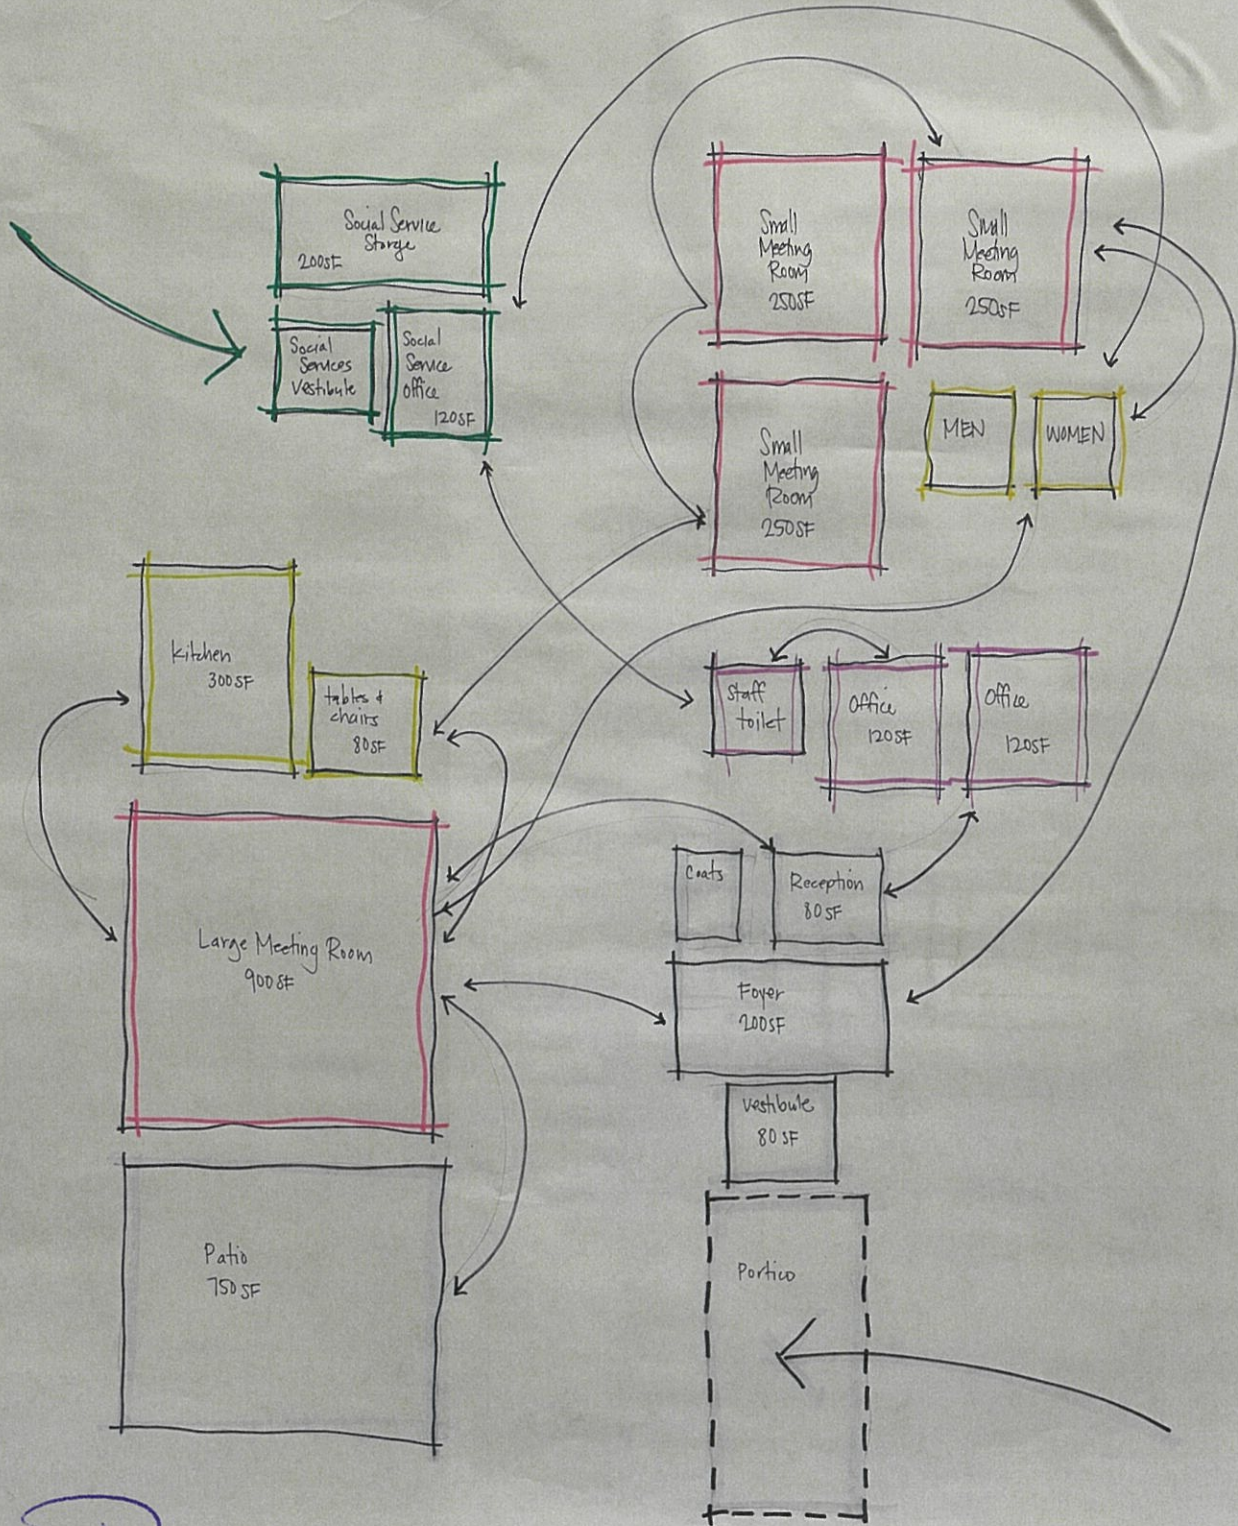 Social Service
Storge
200SF
Social
Services
Vestibule
Social
Service
Office
120SF
Small
Meeting
Room
250SF
Small
Meeting
Room
250SF
Small
Meeting
Room
250SF
MEN
WOMEN
Kitchen
300SF
tables &
chairs
80SF
Staff
toilet
Office
120SF
Office
120SF
Coats
Reception
80SF
Large Meeting Room
900SF
Foyer
200SF
Vestibule
80SF
Patio
750SF
Portico